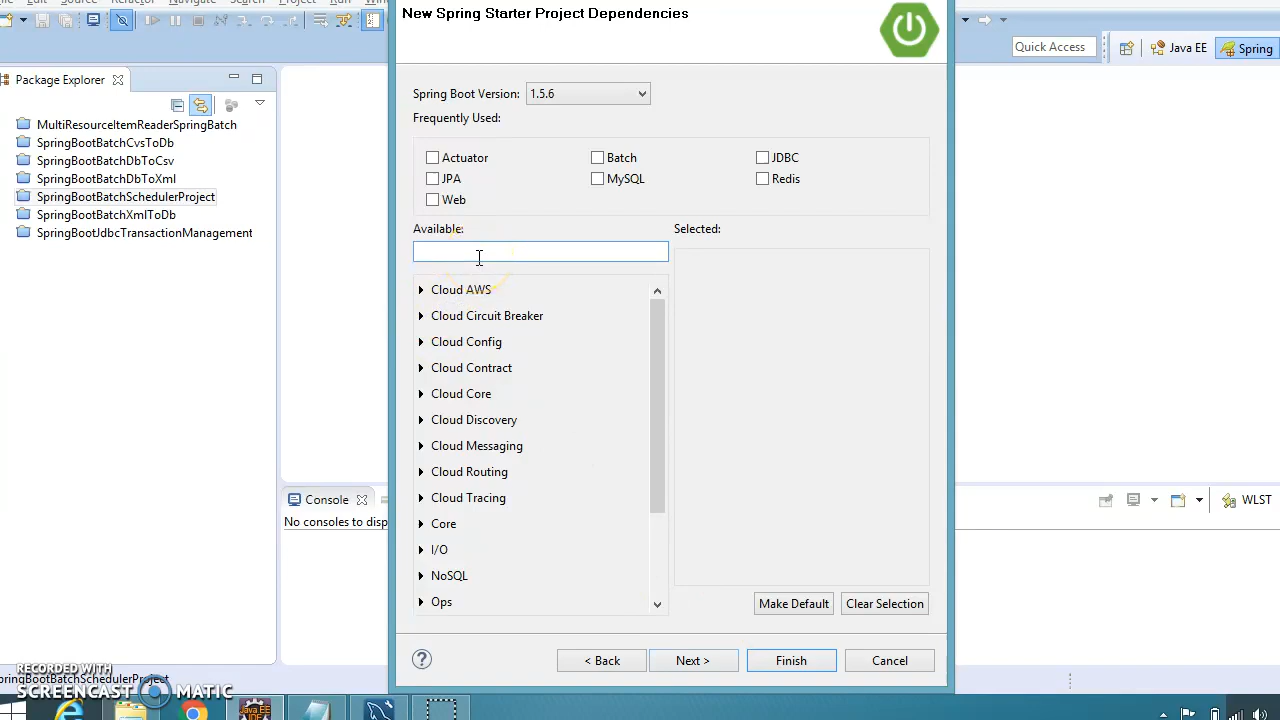 New Spring Starter Project Dependencies
Quick Access
Java EE
Spring
Package Explorer
Spring Boot Version: 1.5.6
Frequently Used:
MultiResourceItemReaderSpringBatch
SpringBootBatchCvsToDb
SpringBootBatchDbToCsv
SpringBootBatchDbToXml
SpringBootBatchSchedulerProject
SpringBootBatchXmlToDb
SpringBootJdbcTransactionManagement
Actuator Batch JDBC
JPA MySQL Redis
Web
Available: Selected:
Cloud AWS
Cloud Circuit Breaker
Cloud Config
Cloud Contract
Cloud Core
Cloud Discovery
Cloud Messaging
Cloud Routing
Cloud Tracing
Core
I/O
NoSQL
Ops
Make Default Clear Selection
< Back Next > Finish Cancel
Console
No consoles to disp
WLST
RECORDED WITH
SCREENCAST MATIC
pringBootBatchSchedulerProject
Java EE
IDE